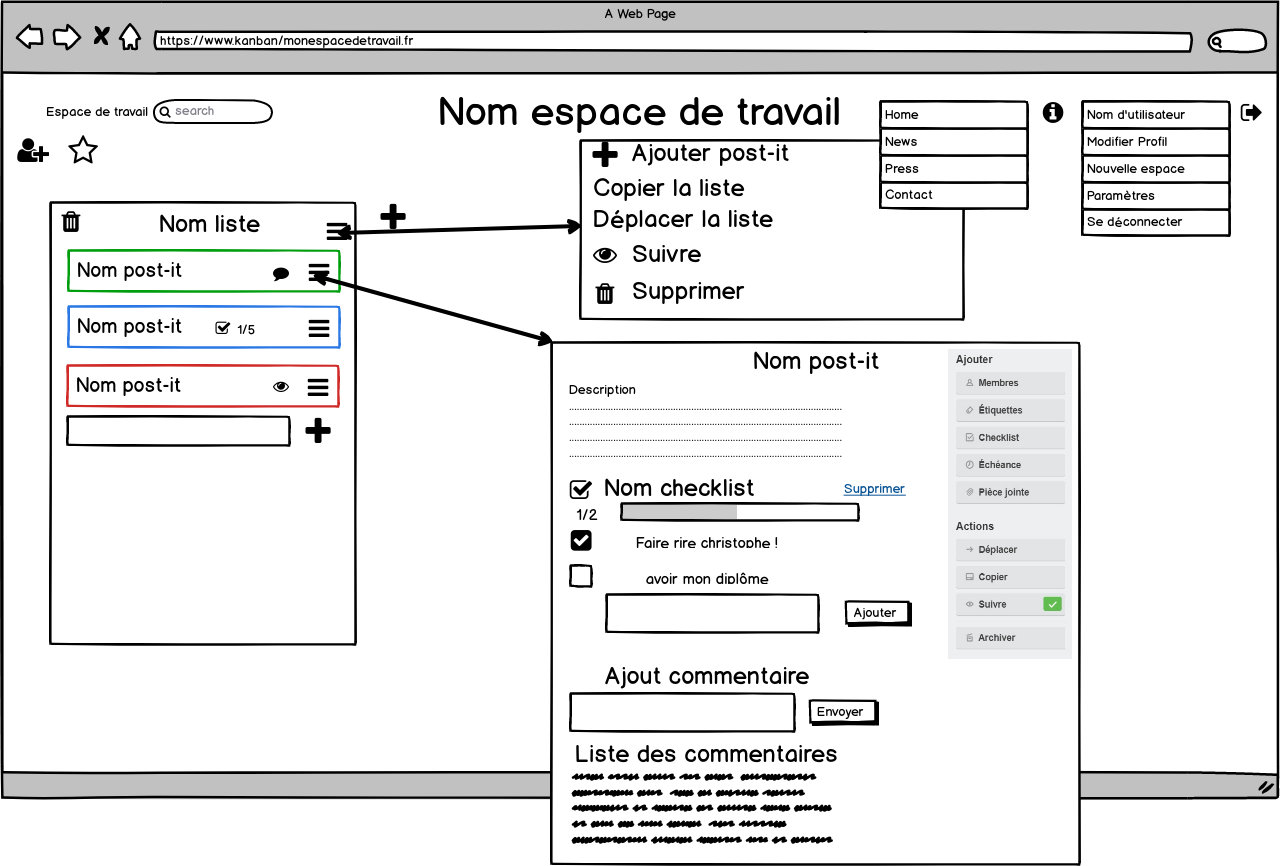 A Web Page
https://www.kanban/monespacedetravail.fr
Espace de travail
search
Nom espace de travail
Home
News
Press
Contact
Nom d'utilisateur
Modifier Profil
Nouvelle espace
Paramètres
Se déconnecter
Nom liste
Nom post-it
Nom post-it
1/5
Nom post-it
Ajouter post-it
Copier la liste
Déplacer la liste
Suivre
Supprimer
Nom post-it
Description
Nom checklist
Supprimer
1/2
Faire rire christophe !
avoir mon diplôme
Ajouter
Ajout commentaire
Envoyer
Liste des commentaires
Ajouter
Membres
Étiquettes
Checklist
Échéance
Pièce jointe
Actions
Déplacer
Copier
Suivre
Archiver